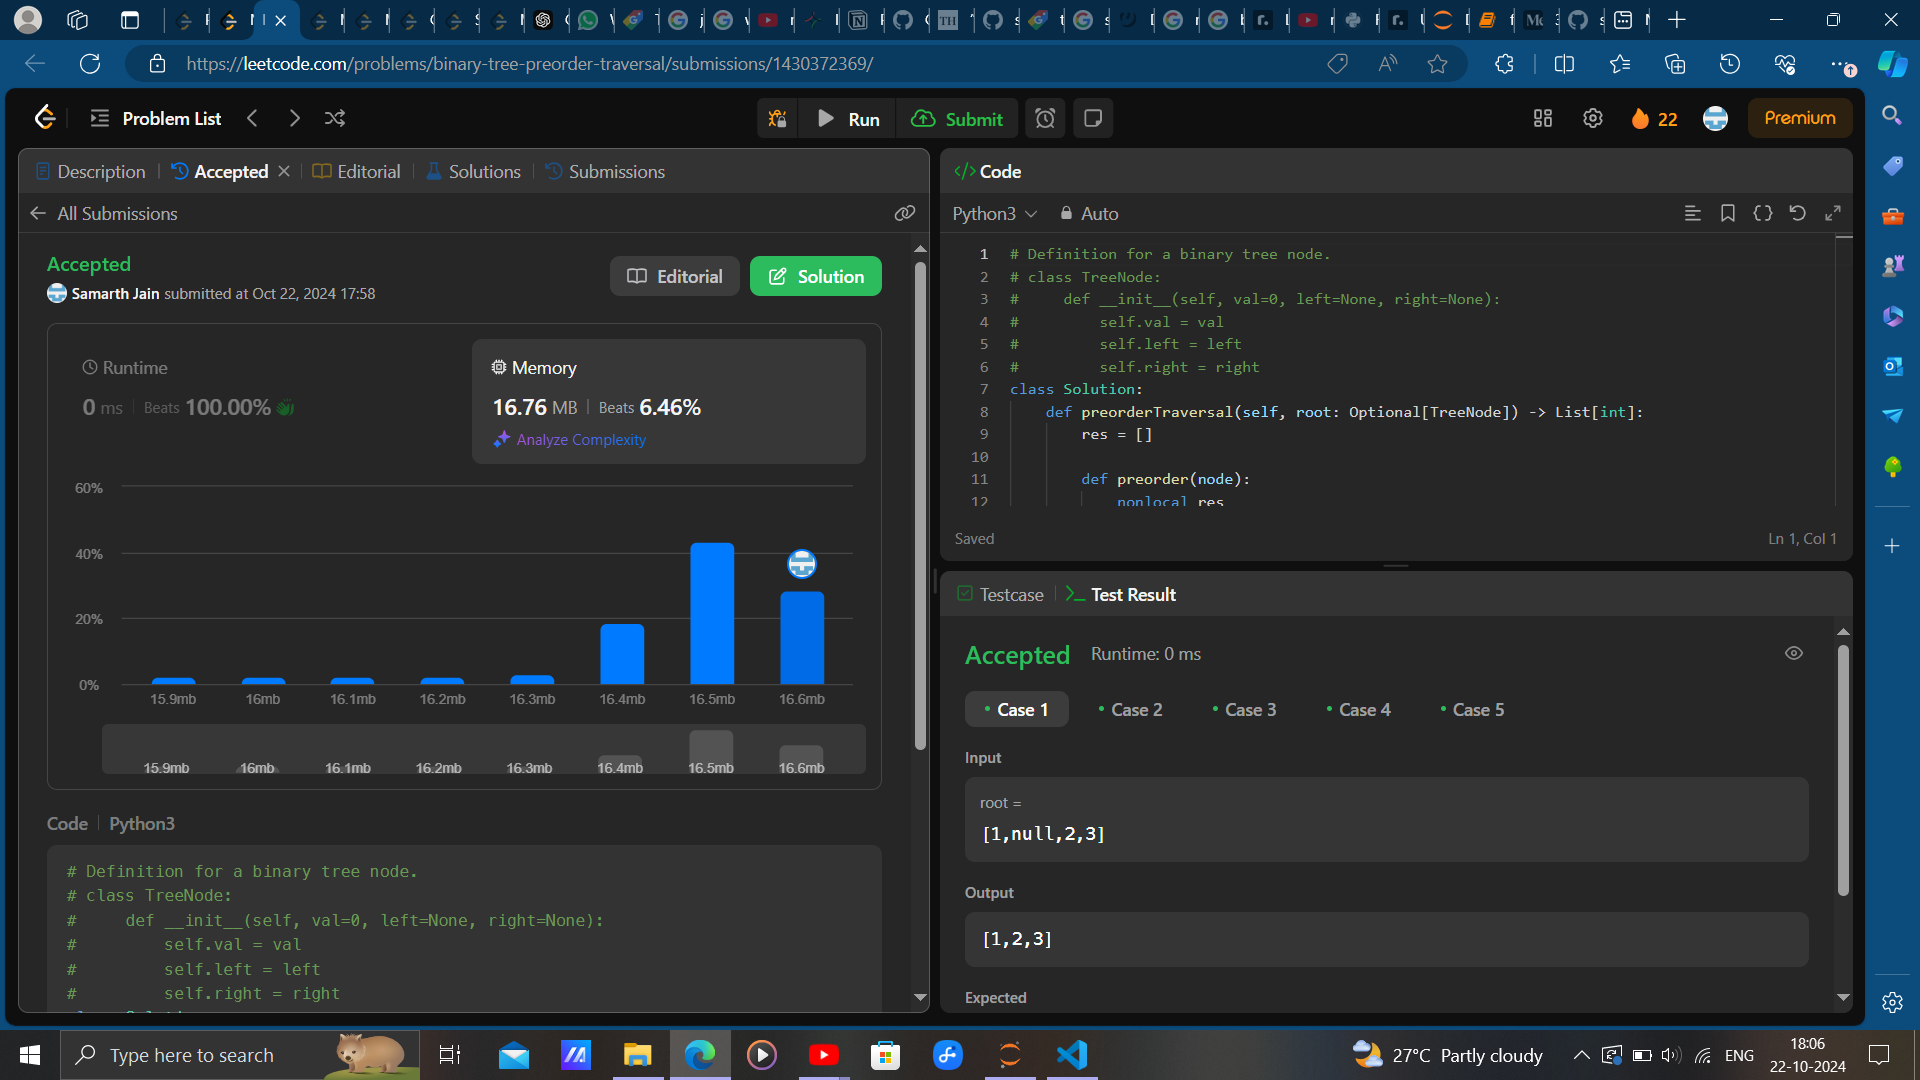 https://leetcode.com/problems/binary-tree-preorder-traversal/submissions/1430372369/
Problem List
Run
Submit
22
Premium
Description
Accepted
Editorial
Solutions
Submissions
All Submissions
Accepted
Samarth Jain submitted at Oct 22, 2024 17:58
Editorial
Solution
Runtime
0 ms
Beats 100.00%
Memory
16.76 MB
Beats 6.46%
Analyze Complexity
60%
40%
20%
0%
15.9mb 16mb 16.1mb 16.2mb 16.3mb 16.4mb 16.5mb 16.6mb
15.9mb 16mb 16.1mb 16.2mb 16.3mb 16.4mb 16.5mb 16.6mb
Code Python3
# Definition for a binary tree node.
# class TreeNode:
#     def __init__(self, val=0, left=None, right=None):
#         self.val = val
#         self.left = left
#         self.right = right
</> Code
Python3
Auto
1 # Definition for a binary tree node.
2 # class TreeNode:
3 #     def __init__(self, val=0, left=None, right=None):
4 #         self.val = val
5 #         self.left = left
6 #         self.right = right
7 class Solution:
8     def preorderTraversal(self, root: Optional[TreeNode]) -> List[int]:
9         res = []
10
11         def preorder(node):
12             nonlocal res
Saved
Ln 1, Col 1
Testcase
Test Result
Accepted
Runtime: 0 ms
Case 1
Case 2
Case 3
Case 4
Case 5
Input
root =
[1,null,2,3]
Output
[1,2,3]
Expected
Type here to search
27°C Partly cloudy
ENG
18:06
22-10-2024